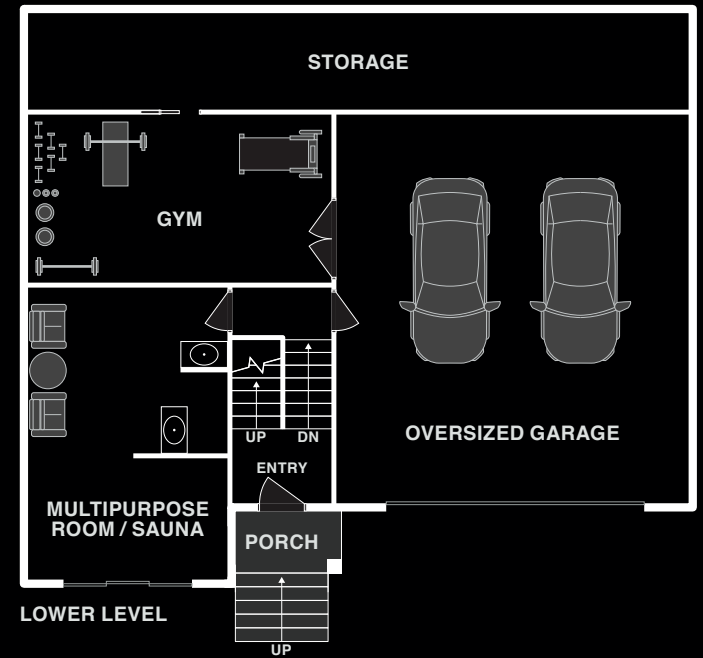 STORAGE
GYM
OVERSIZED GARAGE
UP
DN
ENTRY
MULTIPURPOSE
ROOM / SAUNA
PORCH
LOWER LEVEL
UP